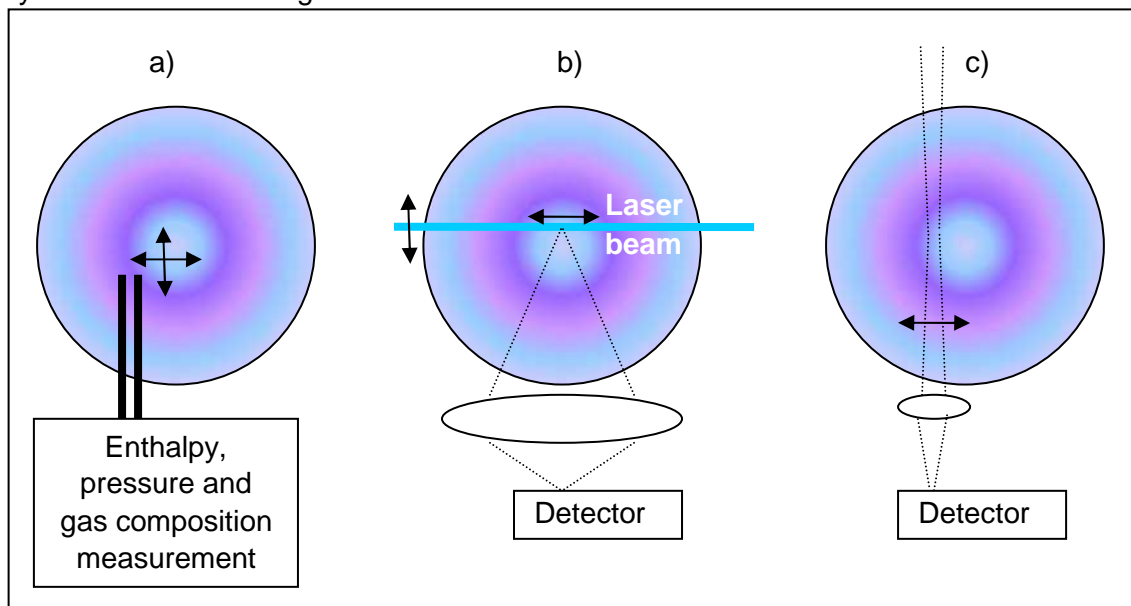 a)
b)
c)
Laser
beam
Enthalpy,
pressure and
gas composition
measurement
Detector
Detector